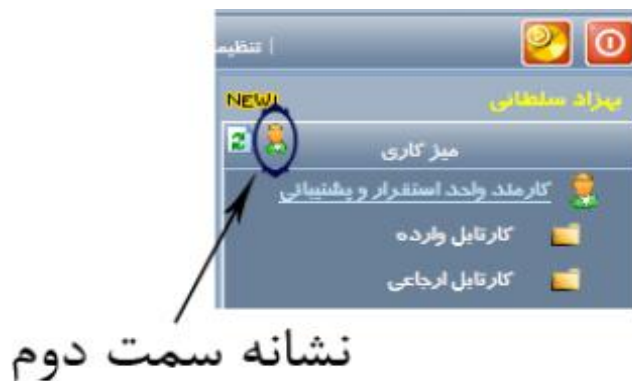 | تنظیم
بهزاد سلطانی
NEW!
میز کاری
کارمند واحد استقرار و پشتیبانی
کارتابل وارده
کارتابل ارجاعی
نشانه سمت دوم